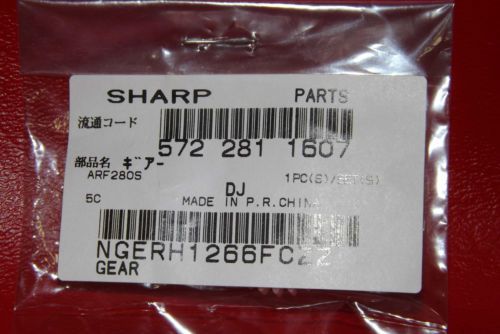 SHARP PARTS
流通コード
572 281 1607
部品名 ギアー
ARF280S 1PC(S)/SET(S)
DJ
5C MADE IN P.R.CHINA
NGERH1266FCZZ
GEAR